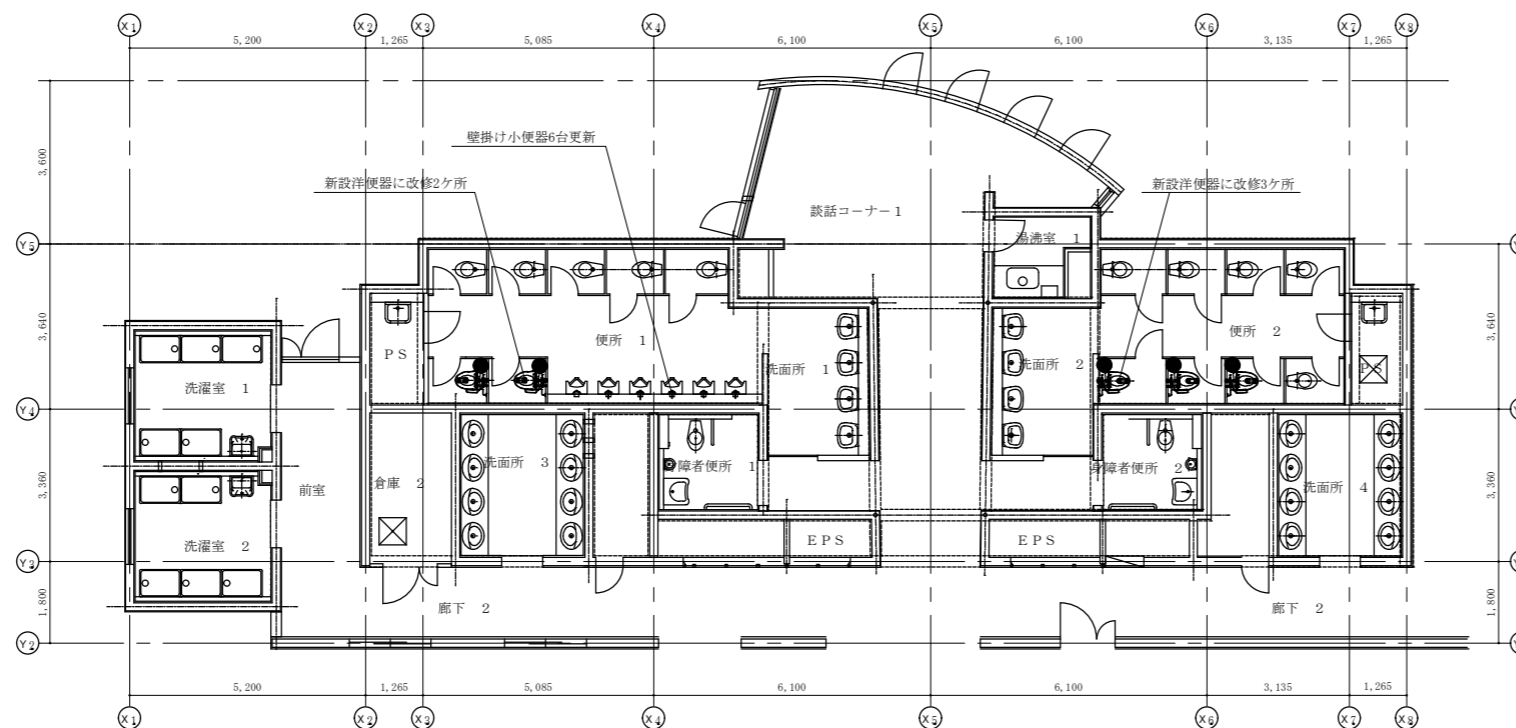 X1 X2 X3 X4 X5 X6 X7 X8
5,200 1,265 5,085 6,100 6,100 3,135 1,265
壁掛け小便器6台更新
3,600
新設洋便器に改修2ケ所
新設洋便器に改修3ケ所
談話コーナー1
湯沸室 1
Y5
3,640
PS
便所 1
洗面所 1
洗面所 2
便所 2
PS
3,640
洗濯室 1
Y4
3,360
前室
倉庫 2
洗面所 3
身障者便所 1
身障者便所 2
洗面所 4
3,360
洗濯室 2
EPS
EPS
Y3
1,800
廊下 2
廊下 2
1,800
Y2
5,200 1,265 5,085 6,100 6,100 3,135 1,265
X1 X2 X3 X4 X5 X6 X7 X8